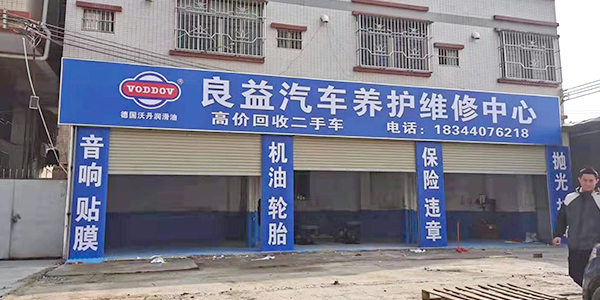 VODDOV
德国沃丹润滑油
良益汽车养护维修中心
高价回收二手车
电话：18344076218
音响贴膜
机油轮胎
保险违章
抛光